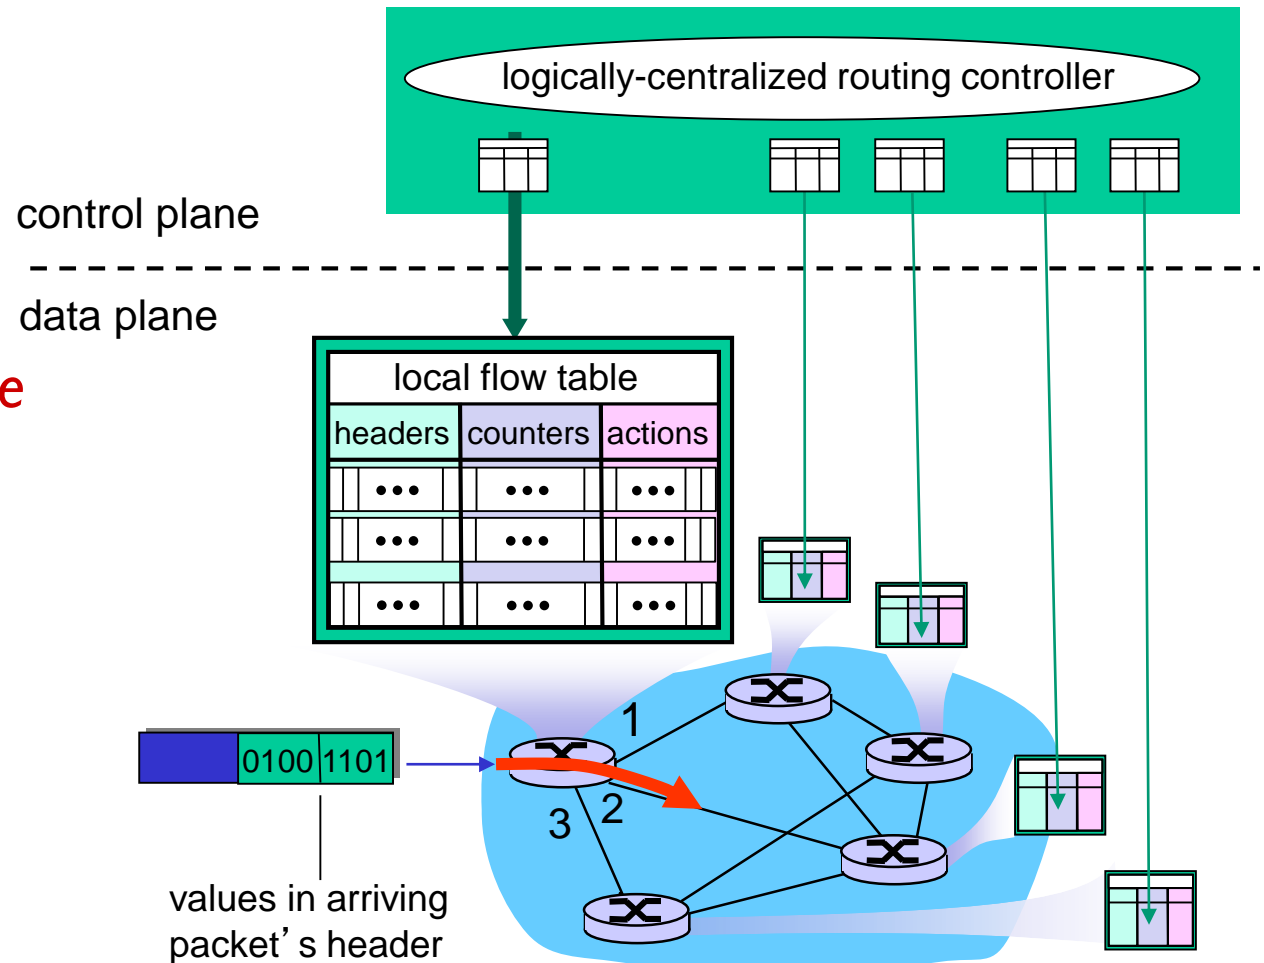 logically-centralized routing controller
control plane
data plane
e
local flow table
headers counters actions
1
0100 1101
2
3
values in arriving
packet’s header